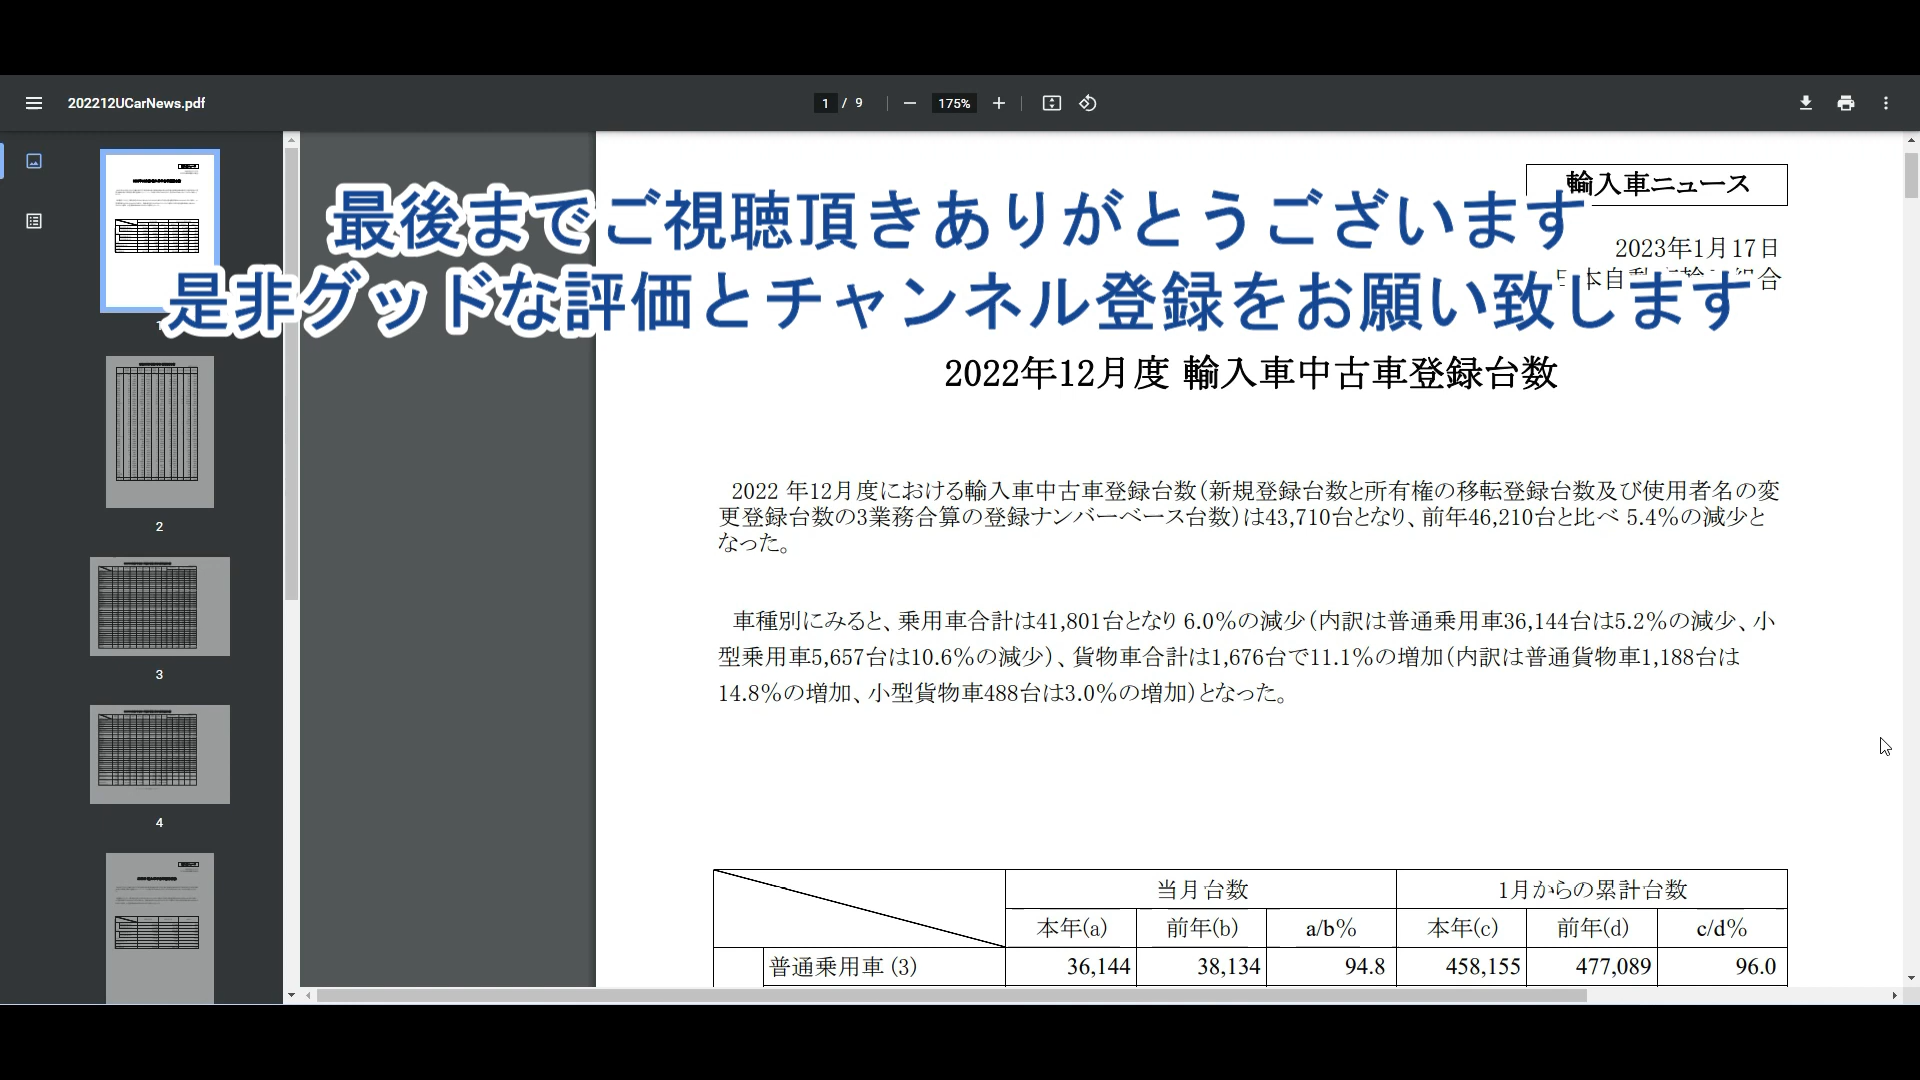 202212UCarNews.pdf
1 / 9
175%
輸入車ニュース
最後までご視聴頂きありがとうございます
2023年1月17日
是非グッドな評価とチャンネル登録をお願い致します
1
2022年12月度 輸入車中古車登録台数
2022 年12月度における輸入車中古車登録台数(新規登録台数と所有権の移転登録台数及び使用者名の変
更登録台数の3業務合算の登録ナンバーベース台数)は43,710台となり、前年46,210台と比べ 5.4%の減少と
なった。
2
車種別にみると、乗用車合計は41,801台となり 6.0%の減少(内訳は普通乗用車36,144台は5.2%の減少、小
型乗用車5,657台は10.6%の減少)、貨物車合計は1,676台で11.1%の増加(内訳は普通貨物車1,188台は
14.8%の増加、小型貨物車488台は3.0%の増加)となった。
3
4
当月台数 1月からの累計台数
本年(a) 前年(b) a/b% 本年(c) 前年(d) c/d%
普通乗用車 (3) 36,144 38,134 94.8 458,155 477,089 96.0